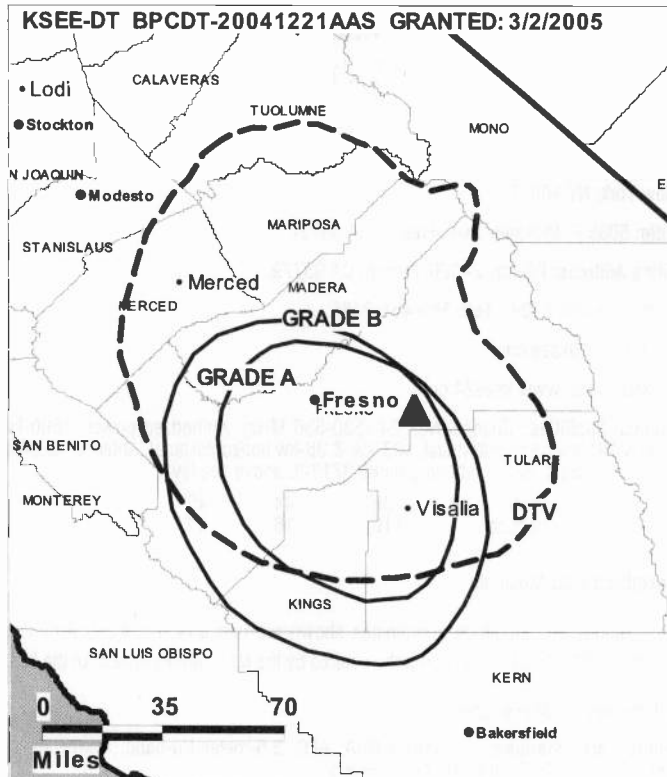 KSEE-DT BPCDT-20041221AAS GRANTED: 3/2/2005
CALAVERAS
Lodi
TUOLUMNE
Stockton
MONO
N JOAQUIN
E
Modesto
MARIPOSA
STANISLAUS
Merced
MADERA
MERCED
GRADE B
GRADE A
Fresno
FRESNO
SAN BENITO
TULARE
MONTEREY
Visalia
DTV
KINGS
SAN LUIS OBISPO
KERN
0 35 70
Bakersfield
Miles